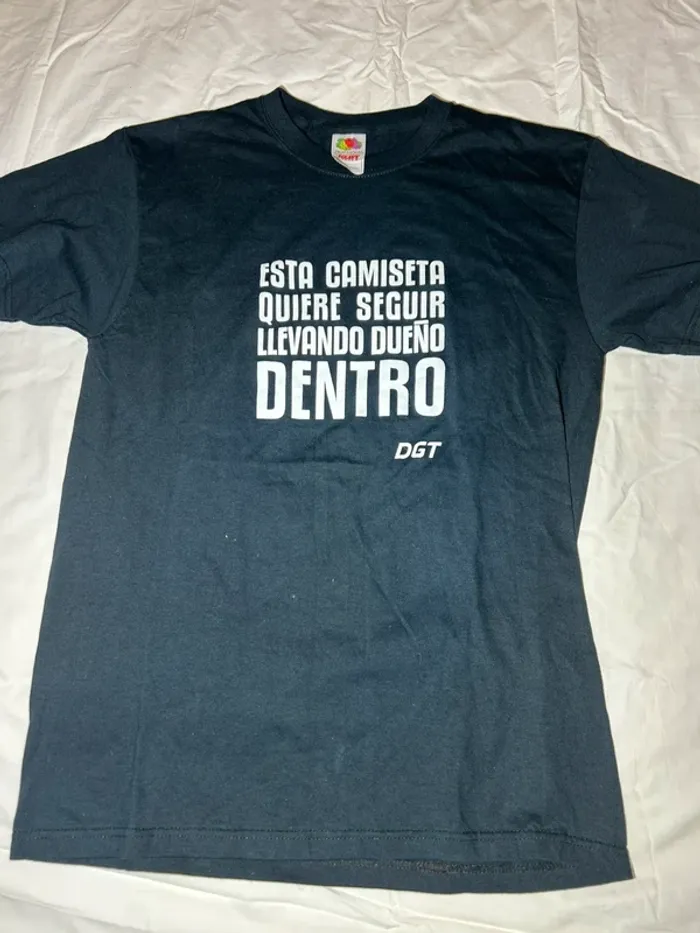 ESTA CAMISETA
QUIERE SEGUIR
LLEVANDO DUEÑO
DENTRO
DGT